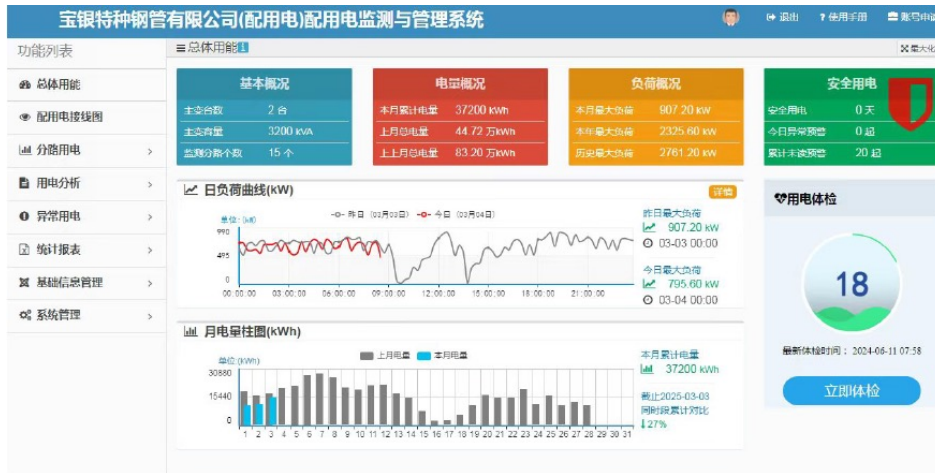 宝银特种钢管有限公司(配用电)配用电监测与管理系统
退出 ? 使用手册 账号申请
功能列表
总体用能1
最大化
总体用能
配用电接线图
分路用电
用电分析
异常用电
统计报表
基础信息管理
系统管理
基本概况
主变台数 2 台
主变容量 3200 kVA
监测分路个数 15 个
电量概况
本月累计电量 37200 kWh
上月总电量 44.72 万kWh
上上月总电量 83.20 万kWh
负荷概况
本月最大负荷 907.20 kW
本年最大负荷 2325.60 kW
历史最大负荷 2761.20 kW
安全用电
安全用电 0 天
今日异常预警 0 起
累计未读预警 20 起
日负荷曲线(kW)
详情
单位: (kW)
昨日 (03月03日) 今日 (03月04日)
990
495
0
00:00:00 03:00:00 06:00:00 09:00:00 12:00:00 15:00:00 18:00:00 21:00:00
昨日最大负荷
907.20 kW
03-03 00:00
今日最大负荷
795.60 kW
03-04 00:00
月电量柱图(kWh)
单位:(kWh)
上月电量 本月电量
30880
15440
0
1 2 3 4 5 6 7 8 9 10 11 12 13 14 15 16 17 18 19 20 21 22 23 24 25 26 27 28 29 30 31
本月累计电量
37200 kWh
截止2025-03-03
同时段累计对比
27%
用电体检
18
最新体检时间: 2024-06-11 07:58
立即体检